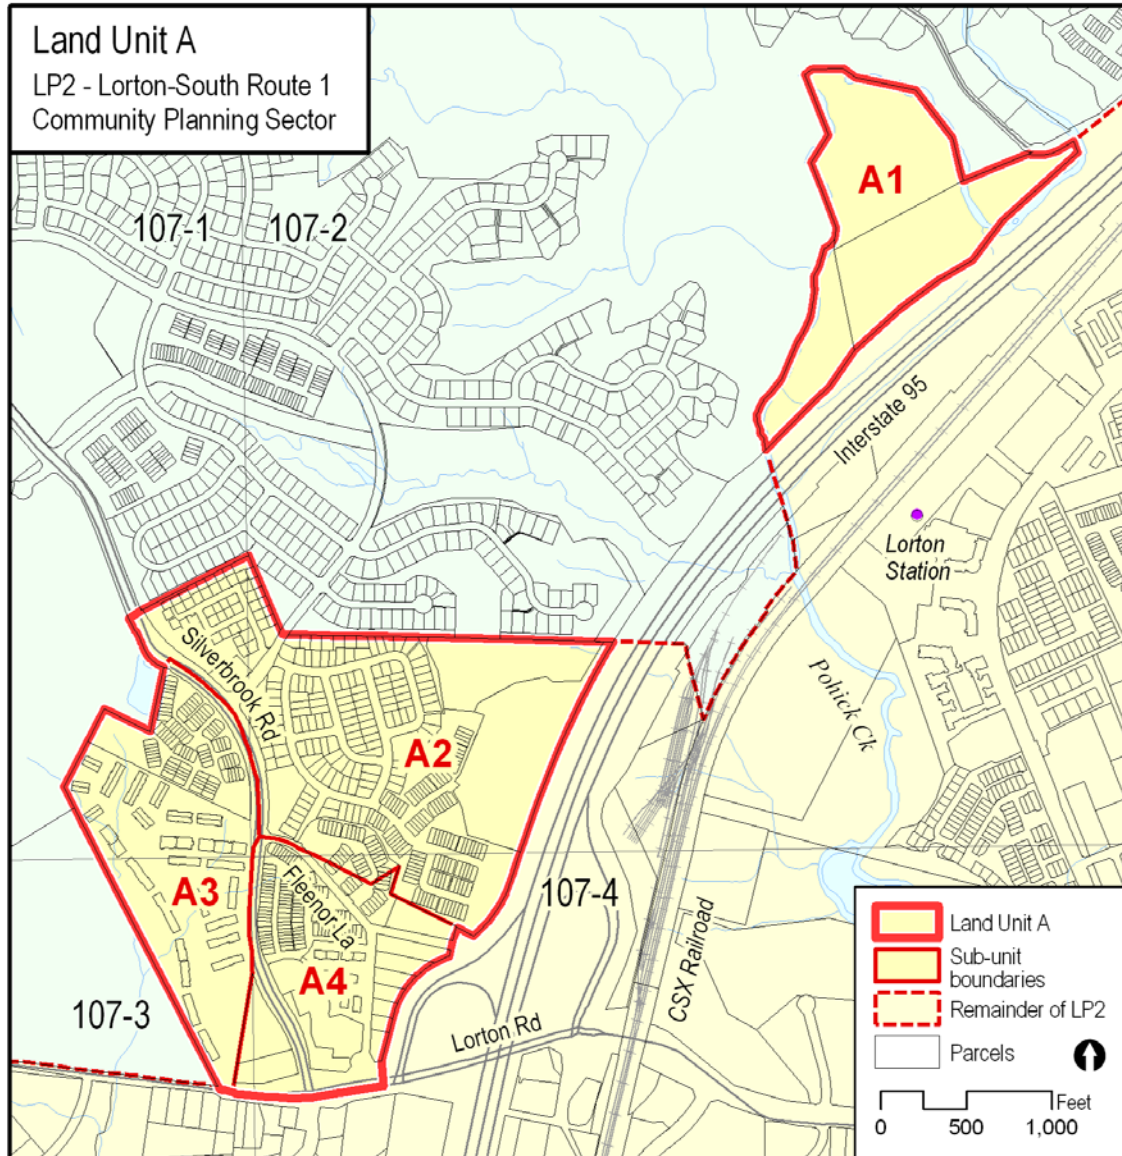 Land Unit A
LP2 - Lorton-South Route 1
Community Planning Sector
A1
107-1
107-2
Interstate 95
Lorton
Station
Silverbrook Rd
Pohick Ck
A2
A3
Fleenor La
107-4
A4
CSX Railroad
107-3
Lorton Rd
Land Unit A
Sub-unit
boundaries
Remainder of LP2
Parcels
Feet
0 500 1,000